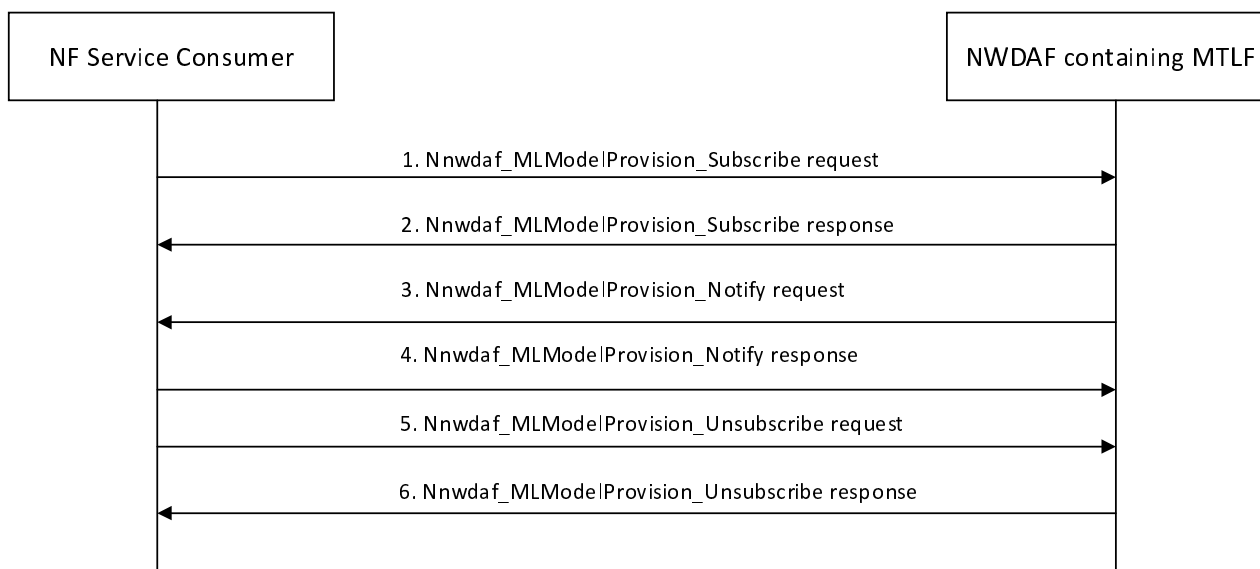 NF Service Consumer
NWDAF containing MTLF
1. Nnwdaf_MLModelProvision_Subscribe request
2. Nnwdaf_MLModelProvision_Subscribe response
3. Nnwdaf_MLModelProvision_Notify request
4. Nnwdaf_MLModelProvision_Notify response
5. Nnwdaf_MLModelProvision_Unsubscribe request
6. Nnwdaf_MLModelProvision_Unsubscribe response